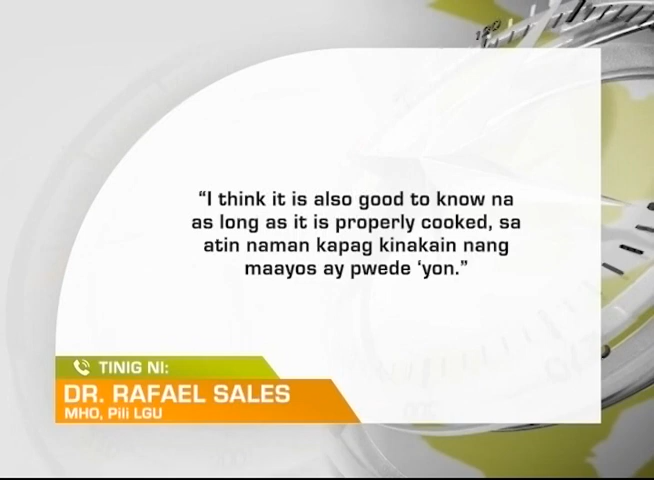 “I think it is also good to know na
as long as it is properly cooked, sa
atin naman kapag kinakain nang
maayos ay pwede ‘yon.”
TINIG NI:
DR. RAFAEL SALES
MHO, Pili LGU